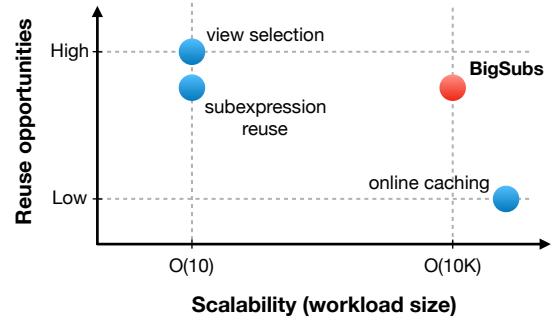 Reuse opportunities
High
Low
view selection
subexpression
reuse
BigSubs
online caching
O(10)
O(10K)
Scalability (workload size)